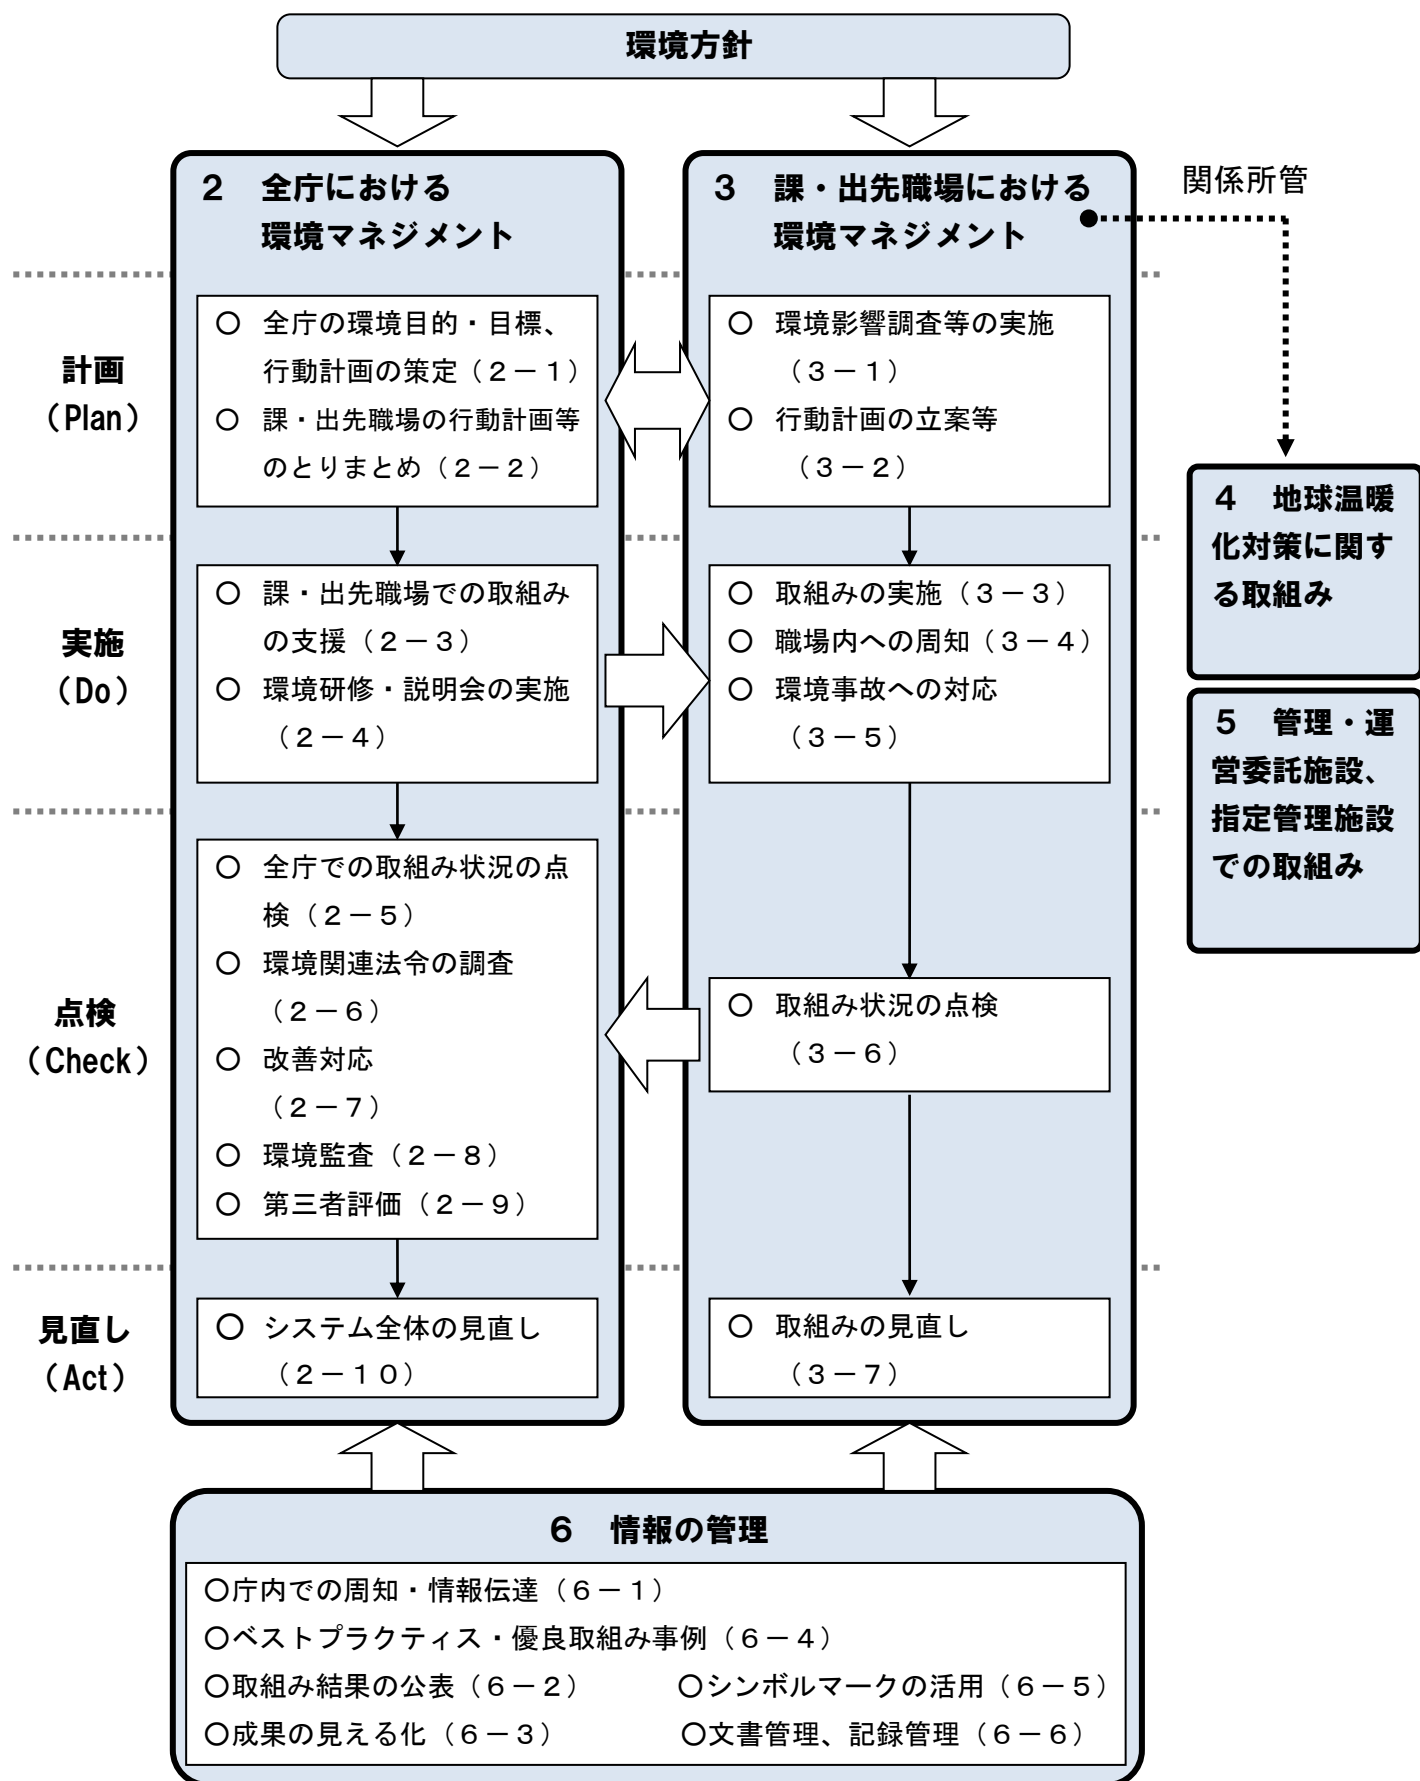 環境方針
2 全庁における
環境マネジメント
3 課・出先職場における
環境マネジメント
関係所管
計画
(Plan)
○ 全庁の環境目的・目標、
行動計画の策定(2-1)
○ 課・出先職場の行動計画等
のとりまとめ(2-2)
○ 環境影響調査等の実施
(3-1)
○ 行動計画の立案等
(3-2)
4 地球温暖
化対策に関す
る取組み
実施
(Do)
○ 課・出先職場での取組み
の支援(2-3)
○ 環境研修・説明会の実施
(2-4)
○ 取組みの実施(3-3)
○ 職場内への周知(3-4)
○ 環境事故への対応
(3-5)
5 管理・運
営委託施設、
指定管理施設
での取組み
点検
(Check)
○ 全庁での取組み状況の点
検(2-5)
○ 環境関連法令の調査
(2-6)
○ 改善対応
(2-7)
○ 環境監査(2-8)
○ 第三者評価(2-9)
○ 取組み状況の点検
(3-6)
見直し
(Act)
○ システム全体の見直し
(2-10)
○ 取組みの見直し
(3-7)
6 情報の管理
○庁内での周知・情報伝達(6-1)
○ベストプラクティス・優良取組み事例(6-4)
○取組み結果の公表(6-2) ○シンボルマークの活用(6-5)
○成果の見える化(6-3) ○文書管理、記録管理(6-6)